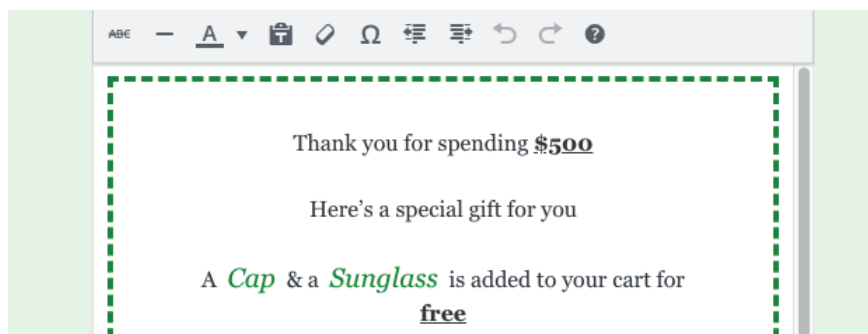 ABC
A
T
Ω
?
Thank you for spending $500
Here’s a special gift for you
A Cap & a Sunglass is added to your cart for
free